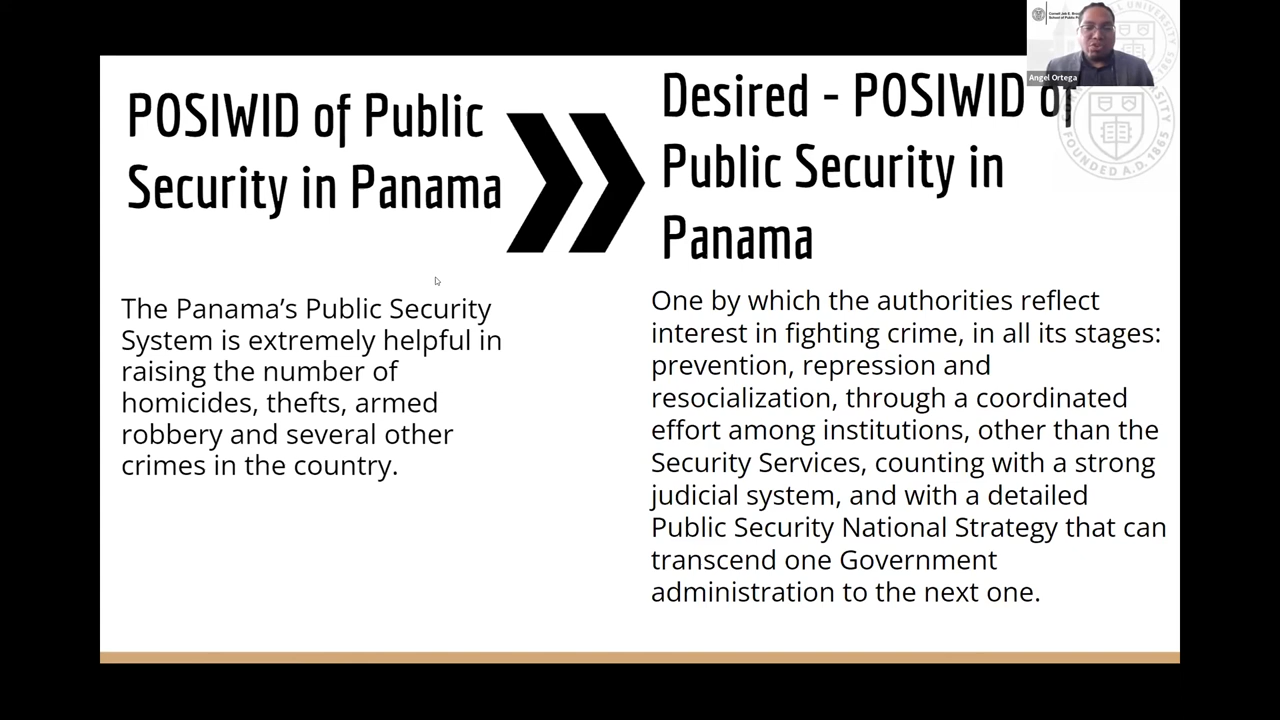 POSIWID of Public
Security in Panama
Desired - POSIWID of
Public Security in
Panama
The Panama's Public Security
System is extremely helpful in
raising the number of
homicides, thefts, armed
robbery and several other
crimes in the country.
One by which the authorities reflect
interest in fighting crime, in all its stages:
prevention, repression and
resocialization, through a coordinated
effort among institutions, other than the
Security Services, counting with a strong
judicial system, and with a detailed
Public Security National Strategy that can
transcend one Government
administration to the next one.
Angel Ortega
FOUNDED A.D. 1865